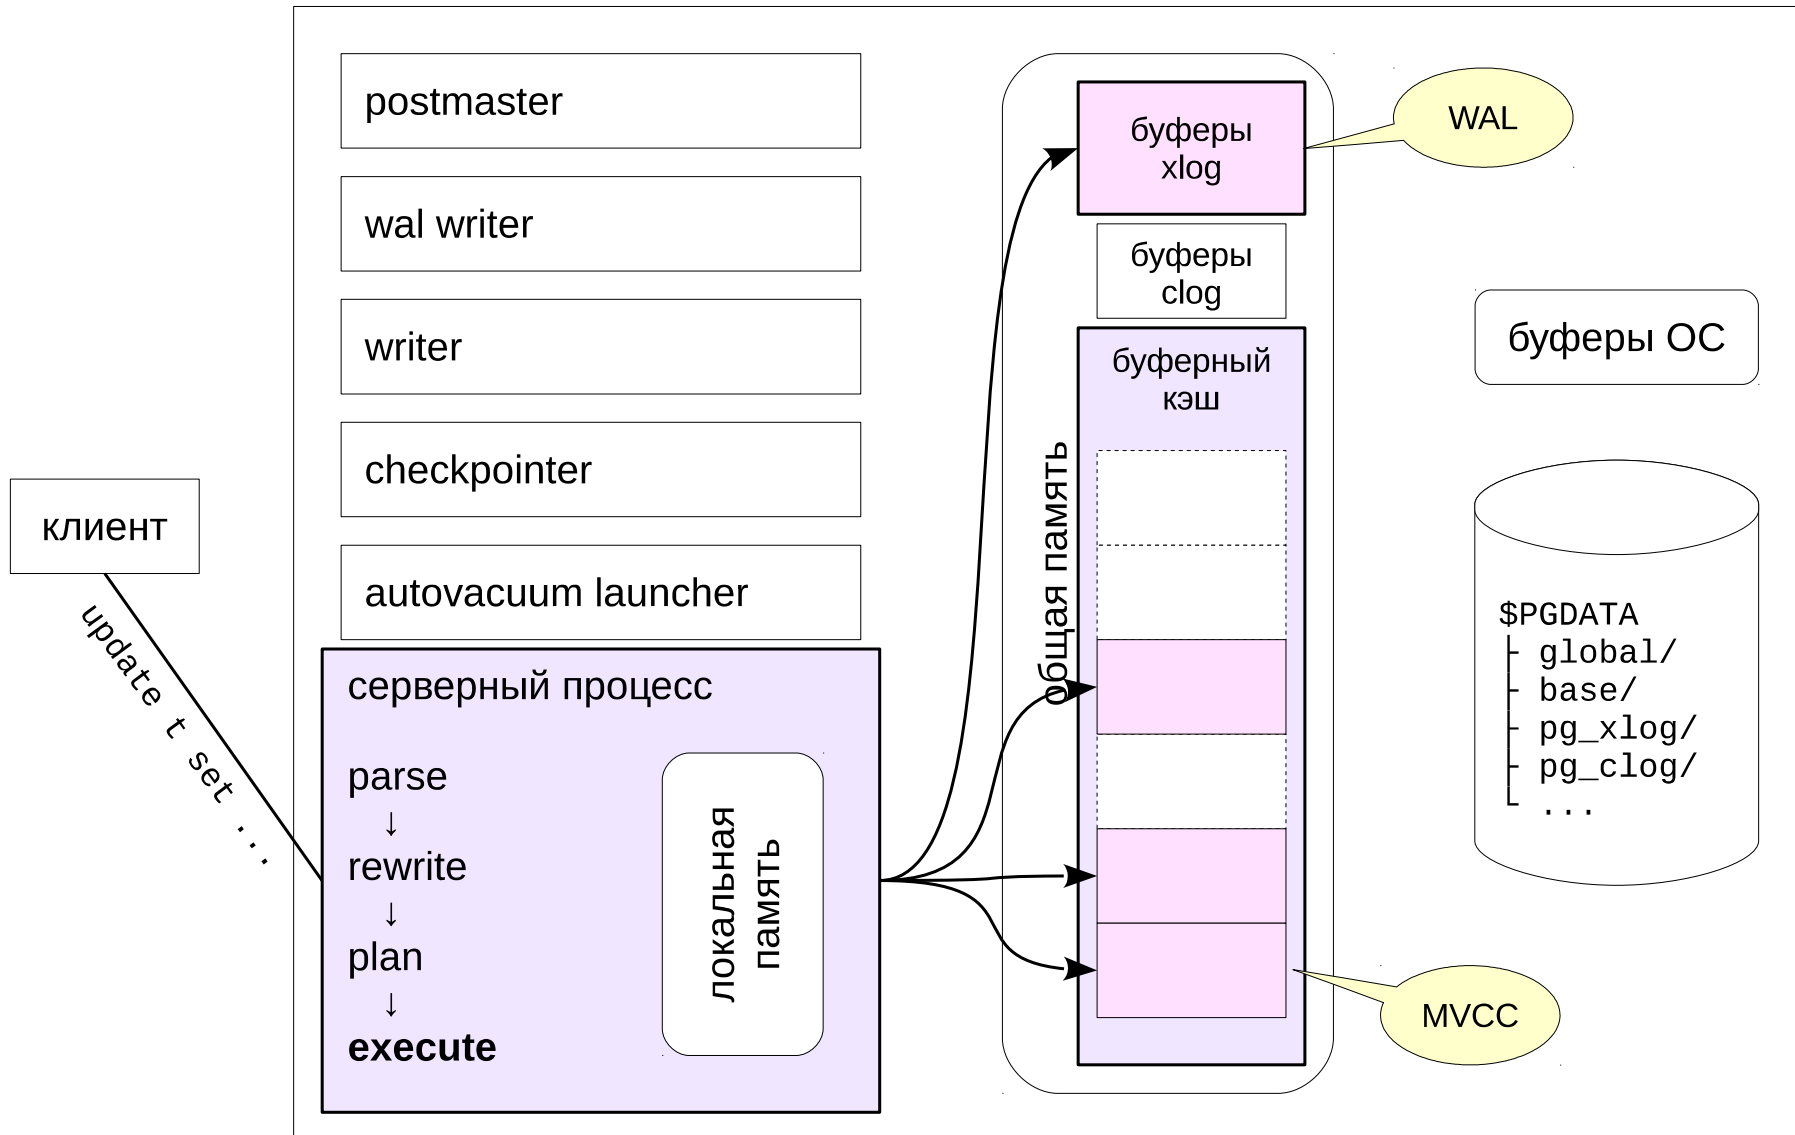 postmaster
wal writer
writer
checkpointer
autovacuum launcher
клиент
update t set ...
серверный процесс
parse
↓
rewrite
↓
plan
↓
execute
локальная
память
общая память
буферы
xlog
буферы
clog
буферный
кэш
WAL
буферы ОС
$PGDATA
├ global/
├ base/
├ pg_xlog/
├ pg_clog/
└ ...
MVCC